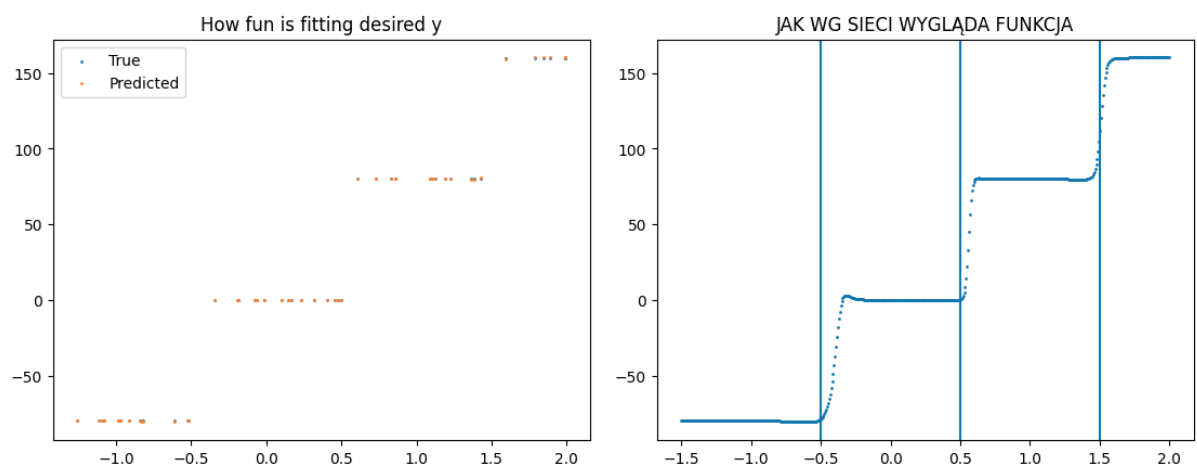 How fun is fitting desired y
True
Predicted
150
100
50
0
−50
−1.0 −0.5 0.0 0.5 1.0 1.5 2.0
JAK WG SIECI WYGLĄDA FUNKCJA
150
100
50
0
−50
−1.5 −1.0 −0.5 0.0 0.5 1.0 1.5 2.0